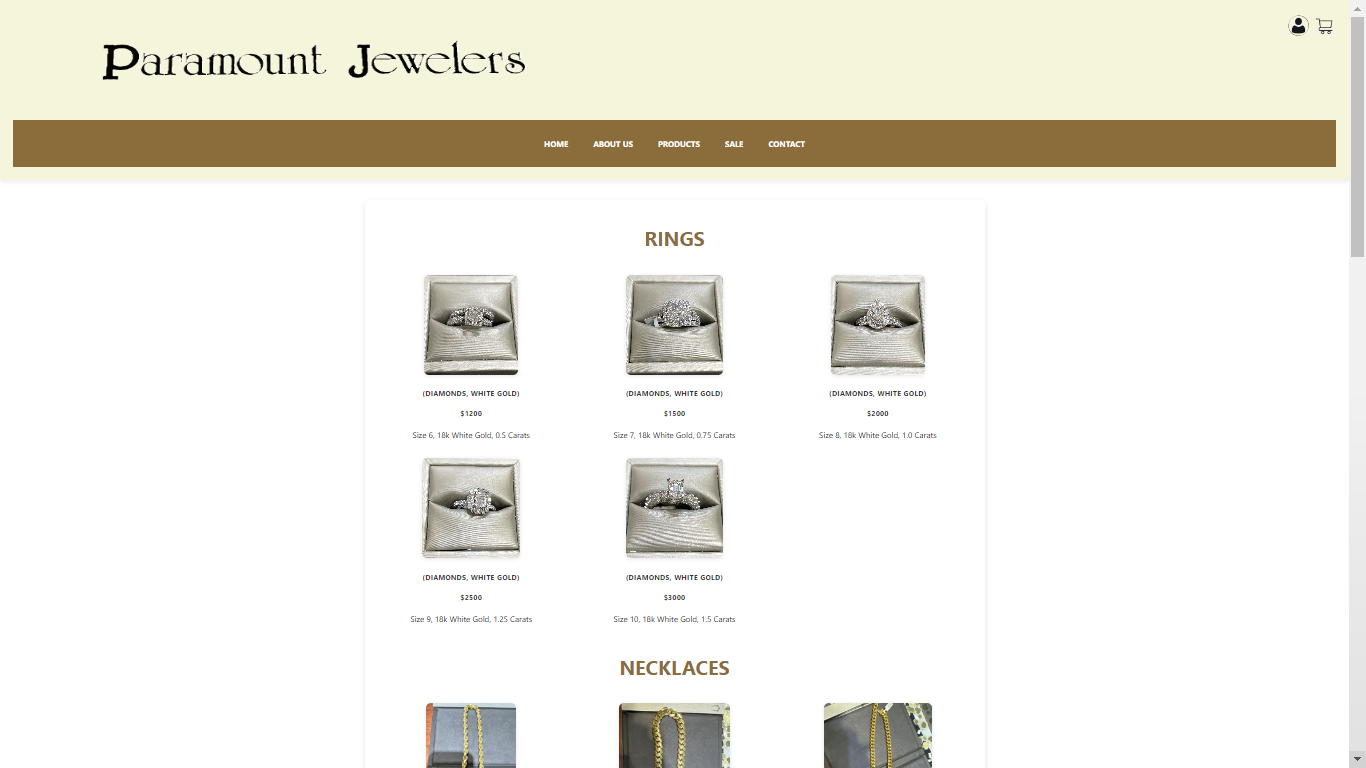 Paramount Jewelers
HOME ABOUT US PRODUCTS SALE CONTACT
RINGS
(DIAMONDS, WHITE GOLD) (DIAMONDS, WHITE GOLD) (DIAMONDS, WHITE GOLD)
$1200 $1500 $2000
Size 6, 18k White Gold, 0.5 Carats Size 7, 18k White Gold, 0.75 Carats Size 8, 18k White Gold, 1.0 Carats
(DIAMONDS, WHITE GOLD) (DIAMONDS, WHITE GOLD)
$2500 $3000
Size 9, 18k White Gold, 1.25 Carats Size 10, 18k White Gold, 1.5 Carats
NECKLACES